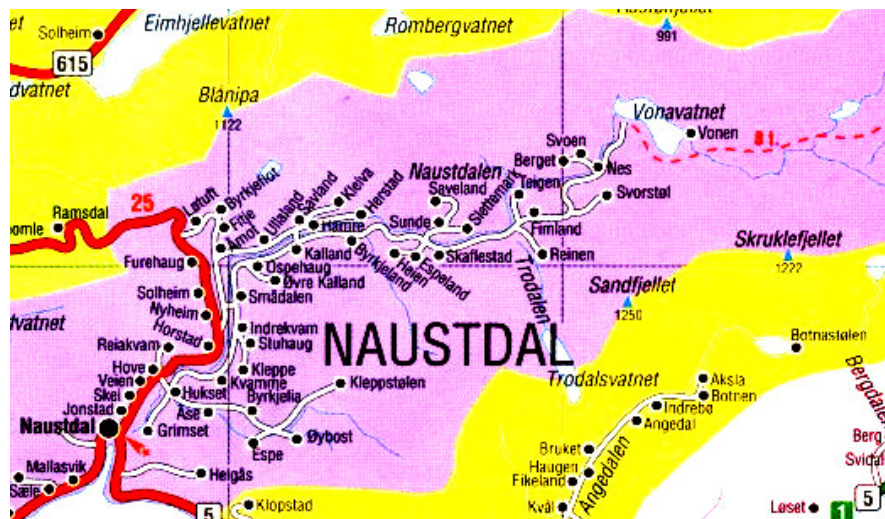 Solheim
Eimhjellevatnet
Rombergvatnet
991
615
dvatnet
Blånipa
1122
Vonavatnet
Vonen
Svoen
Berget
Nes
Naustdalen
Teigen
Svorstøl
Saveland
Slettemark
Kleiva
Herstad
Savland
Ullaland
Byrkjeflot
Løtuft
Fitje
Hamre
Sunde
Fimland
25
Ramsdal
Åmot
Kalland
Byrkjeland
Heien
Espeland
Skaflestad
Reinen
Skruklefjellet
1222
Furehaug
Ospehaug
Øvre Kalland
Trodalen
Sandfjellet
1250
Solheim
Smådalen
Nyheim
dvatnet
Horstad
Indrekvam
Stuhaug
NAUSTDAL
Reiakvam
Botnastølen
Hove
Kleppe
Veien
Kvamme
Kleppstølen
Trodalsvatnet
Aksla
Bergdalen
Skei
Hukset
Byrkjelia
Botnen
Jonstad
Åse
Indrebø
Naustdal
Grimset
Angedal
Øybost
Espe
Bruket
Berg
Mallasvik
Helgås
Haugen
Angedalen
Svidal
Fikeland
Sæle
5
Klopstad
Kvål
Løset
1
5